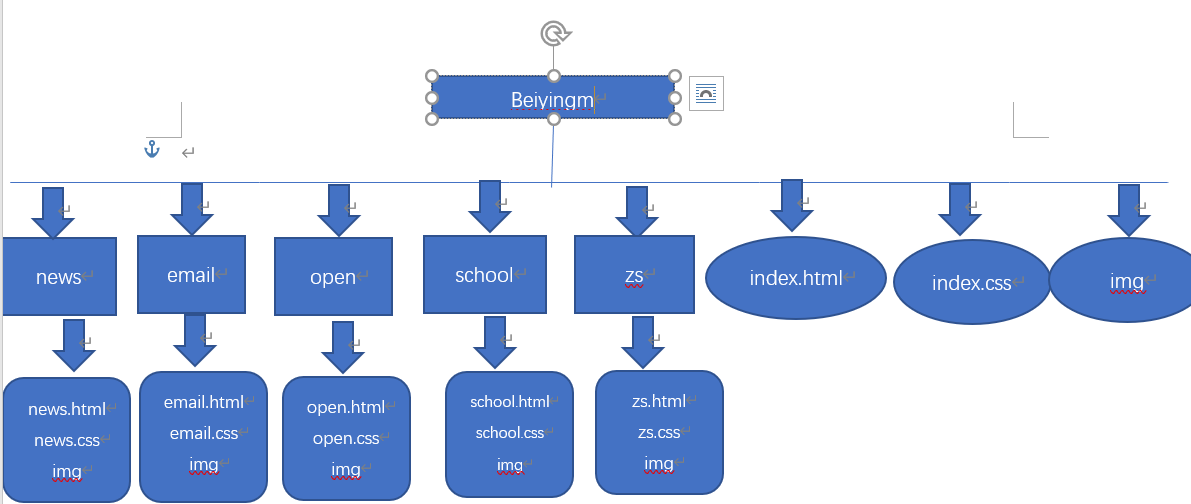 Beiyingm
news
email
open
school
zs
index.html
index.css
img
news.html
news.css
img
email.html
email.css
img
open.html
open.css
img
school.html
school.css
img
zs.html
zs.css
img